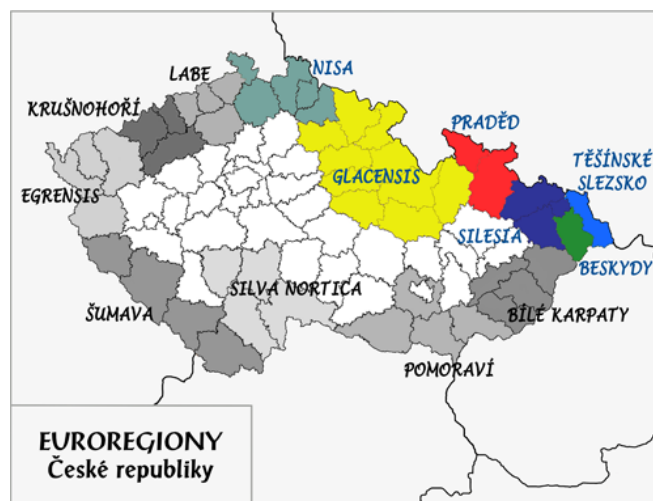 LABE
NISA
KRUŠNOHOŘÍ
PRADĚD
TĚŠÍNSKÉ
SLEZSKO
GLACENSIS
EGRENSIS
SILESIA
BESKYDY
SILVA NORTICA
ŠUMAVA
BÍLÉ KARPATY
POMORAVÍ
EUROREGIONY
České republiky